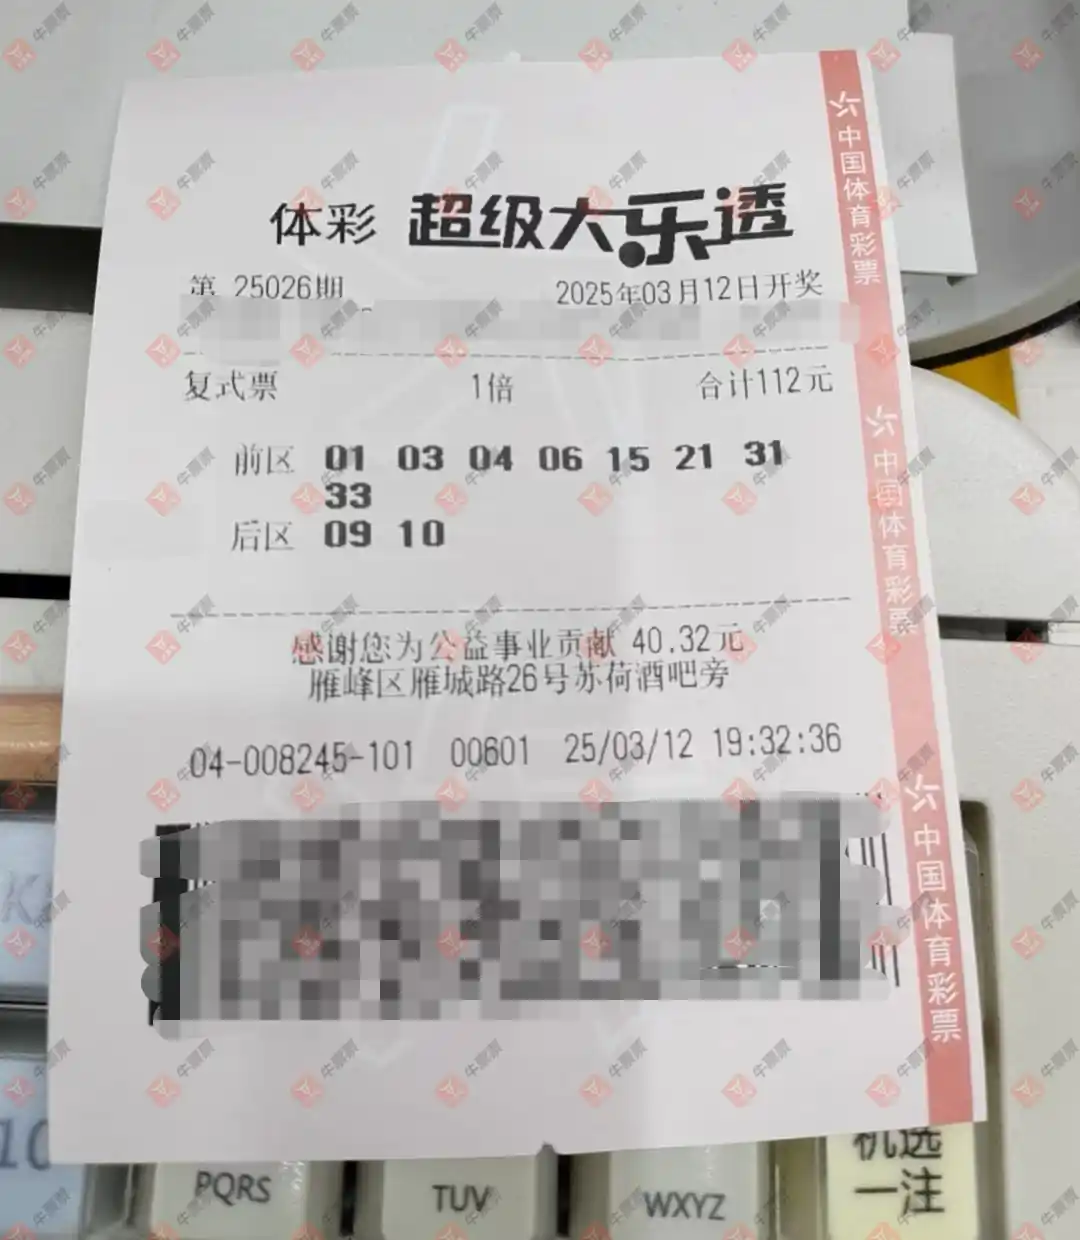 体彩 超级大乐透
第 25026期 2025年03月12日开奖
复式票 1倍 合计112元
前区 01 03 04 06 15 21 31
33
后区 09 10
感谢您为公益事业贡献 40.32元
雁峰区雁城路26号苏荷酒吧旁
04-008245-101 00601 25/03/12 19:32:36
中国体育彩票
中国体育彩票
中国体育彩票
PQRS
TUV
WXYZ
机选
一注
10
K
牛票票